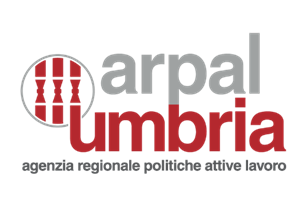 arpal
umbria
agenzia regionale politiche attive lavoro